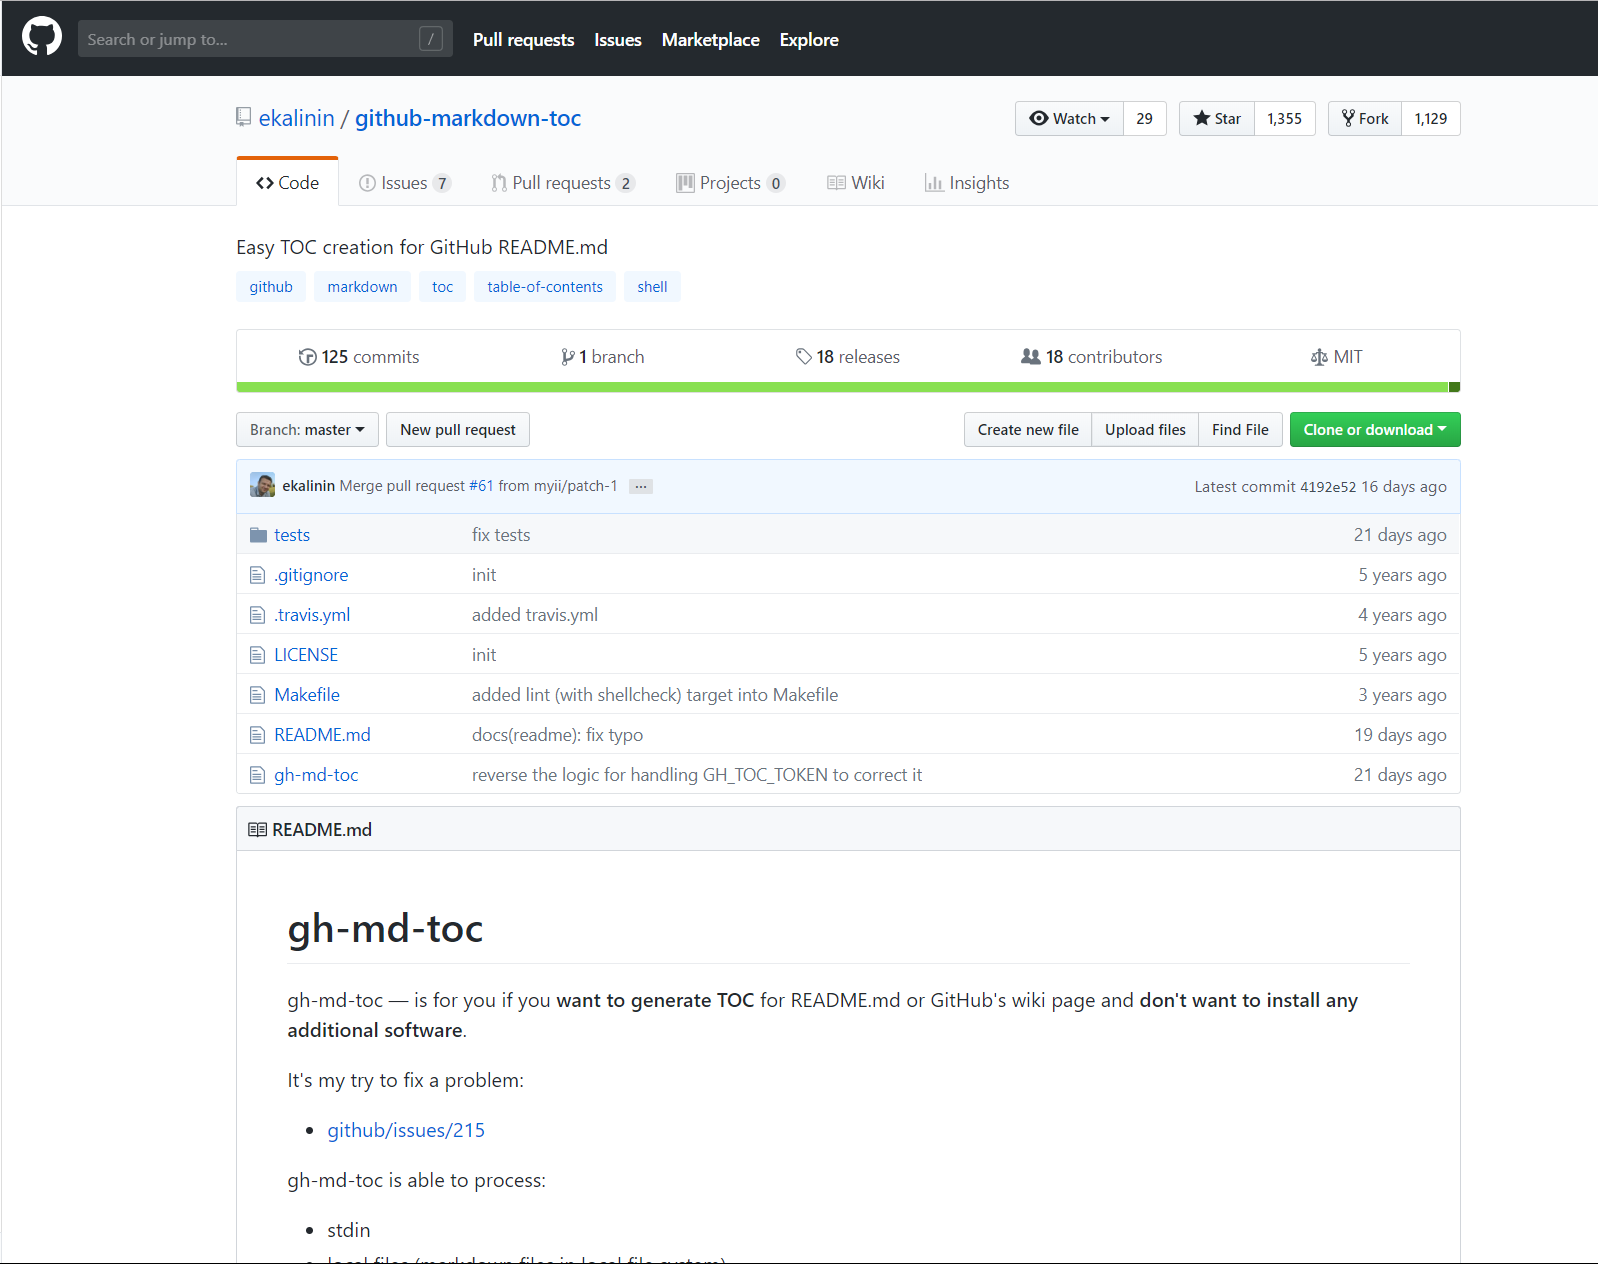 Search or jump to... / Pull requests Issues Marketplace Explore
ekalinin / github-markdown-toc Watch 29 Star 1,355 Fork 1,129
Code Issues 7 Pull requests 2 Projects 0 Wiki Insights
Easy TOC creation for GitHub README.md
github markdown toc table-of-contents shell
125 commits 1 branch 18 releases 18 contributors MIT
Branch: master New pull request Create new file Upload files Find File Clone or download
ekalinin Merge pull request #61 from myii/patch-1 ... Latest commit 4192e52 16 days ago
tests fix tests 21 days ago
.gitignore init 5 years ago
.travis.yml added travis.yml 4 years ago
LICENSE init 5 years ago
Makefile added lint (with shellcheck) target into Makefile 3 years ago
README.md docs(readme): fix typo 19 days ago
gh-md-toc reverse the logic for handling GH_TOC_TOKEN to correct it 21 days ago
README.md
gh-md-toc
gh-md-toc — is for you if you want to generate TOC for README.md or GitHub's wiki page and don't want to install any
additional software.
It's my try to fix a problem:
• github/issues/215
gh-md-toc is able to process:
• stdin
• local files (markdown files in local file system)